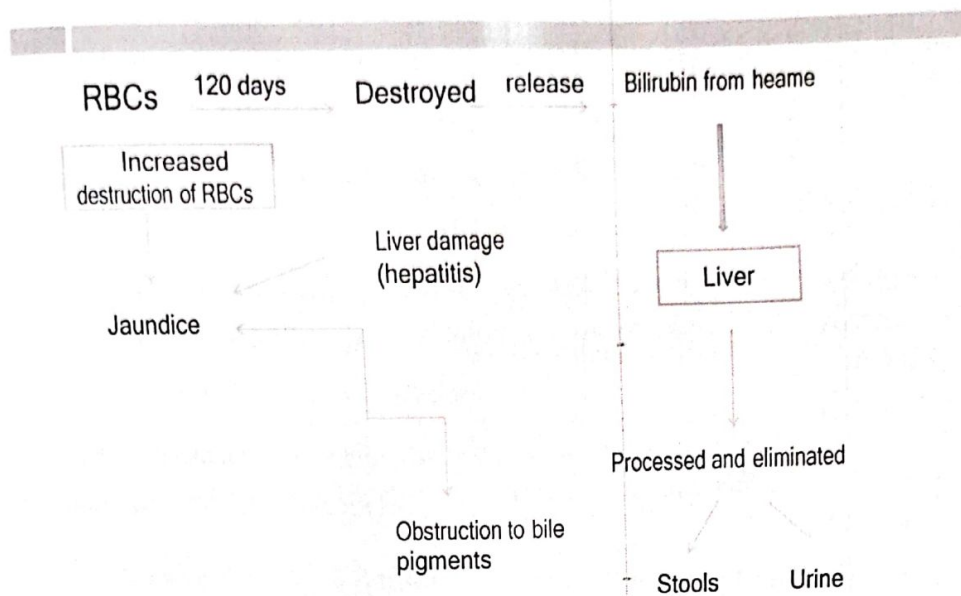 RBCs 120 days Destroyed release Bilirubin from heame
Increased
destruction of RBCs
Liver damage
(hepatitis)
Liver
Jaundice
Processed and eliminated
Obstruction to bile
pigments
Stools Urine